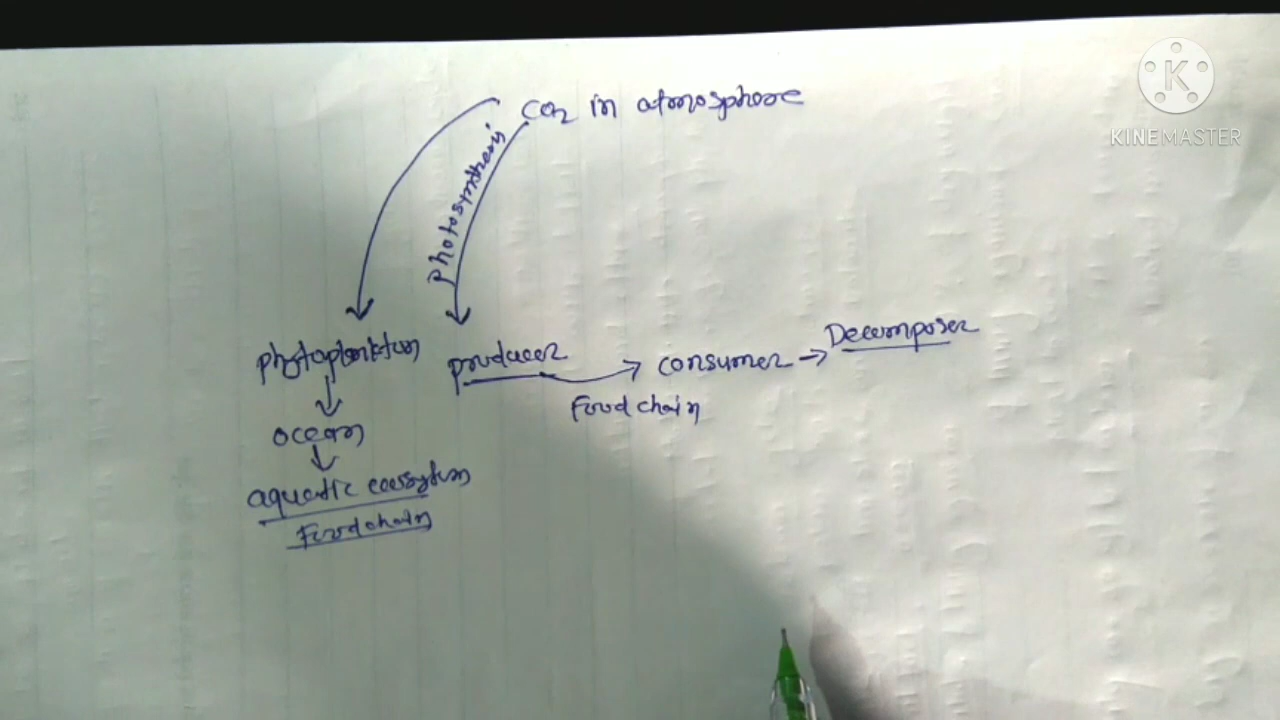 CO2 in atmosphere
Photosynthesis
phytoplankton
producer
consumer
Decomposer
Food chain
ocean
aquatic ecosystem
Food chain
KINEMASTER